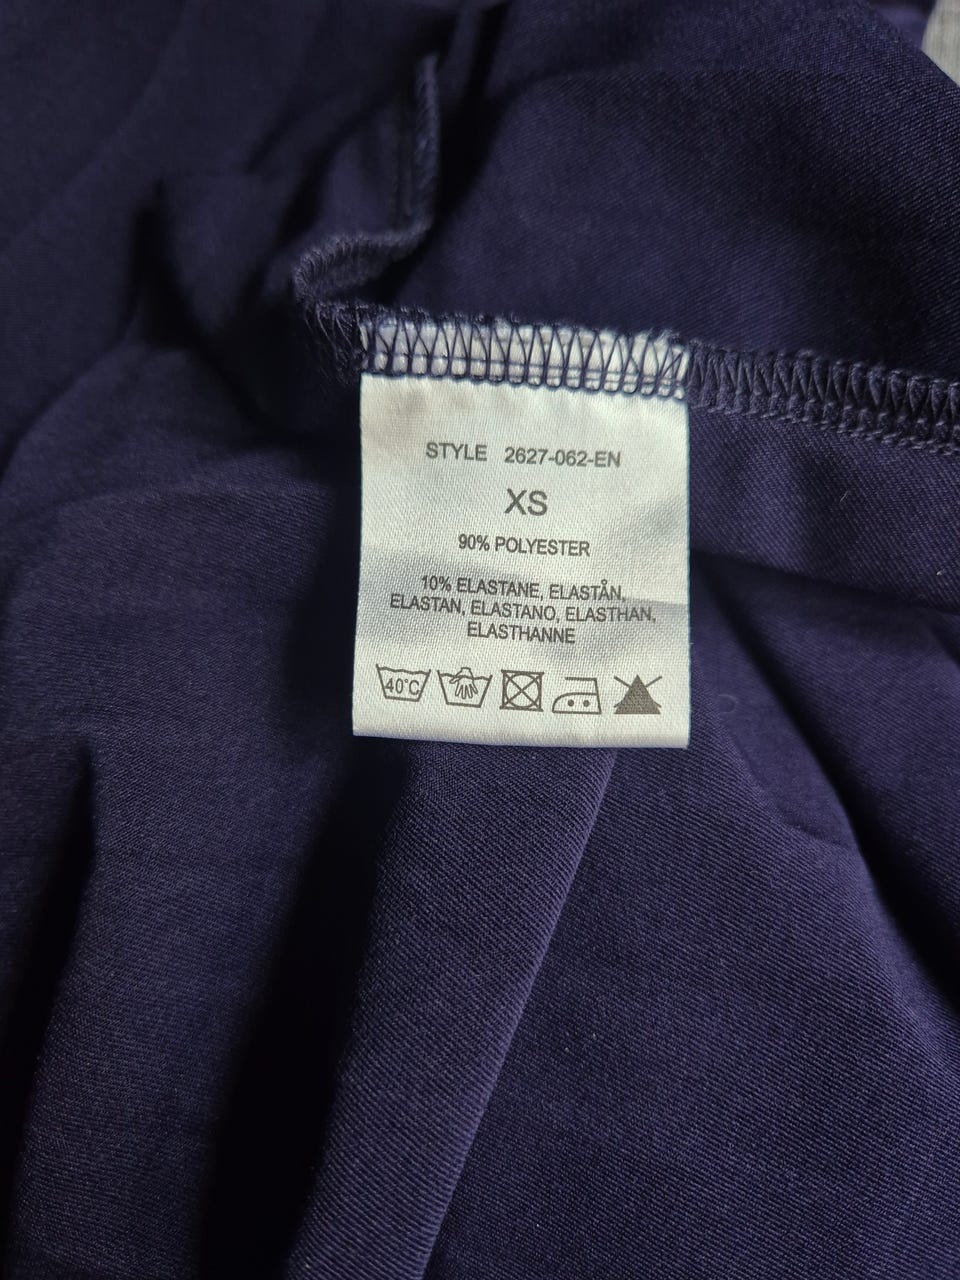 STYLE 2627-062-EN
XS
90% POLYESTER
10% ELASTANE, ELASTÅN,
ELASTAN, ELASTANO, ELASTHAN,
ELASTHANNE
40°C